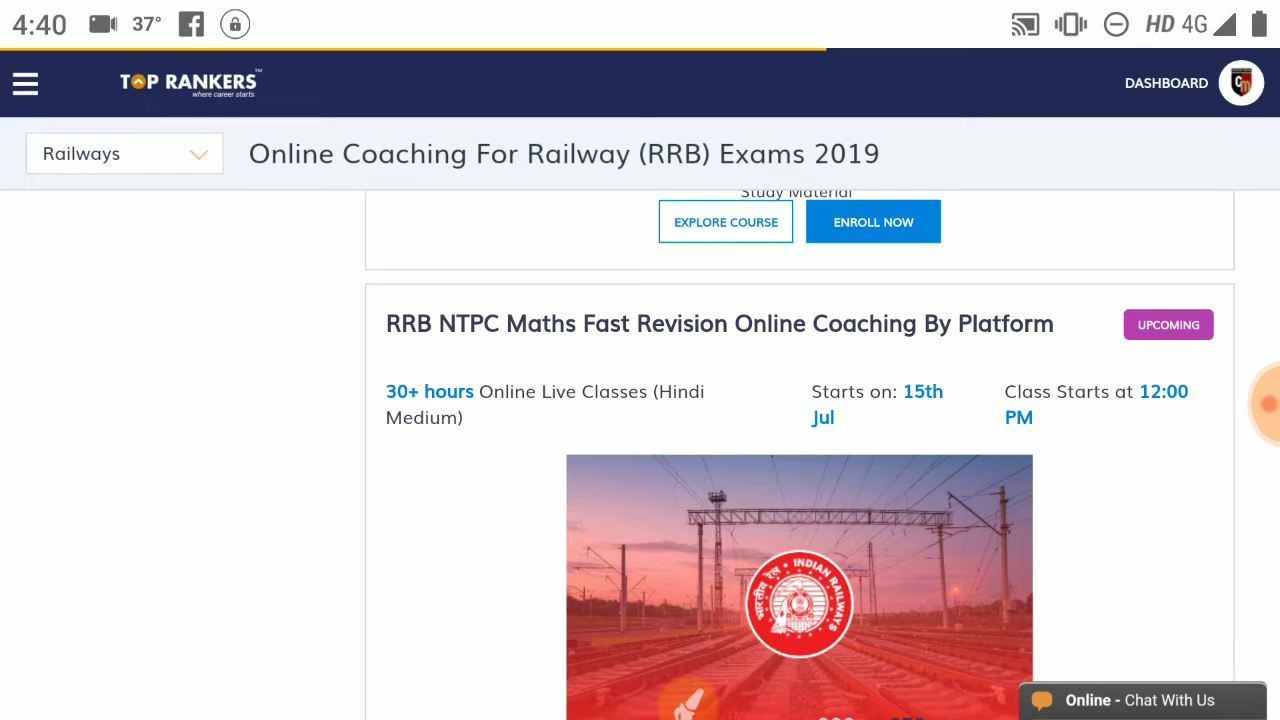 4:40 37° HD 4G
TOP RANKERS™ DASHBOARD
where career starts
Railways Online Coaching For Railway (RRB) Exams 2019
Study Material
EXPLORE COURSE ENROLL NOW
RRB NTPC Maths Fast Revision Online Coaching By Platform UPCOMING
30+ hours Online Live Classes (Hindi Starts on: 15th Class Starts at 12:00
Medium) Jul PM
भारतीय रेल INDIAN RAILWAYS
Online - Chat With Us